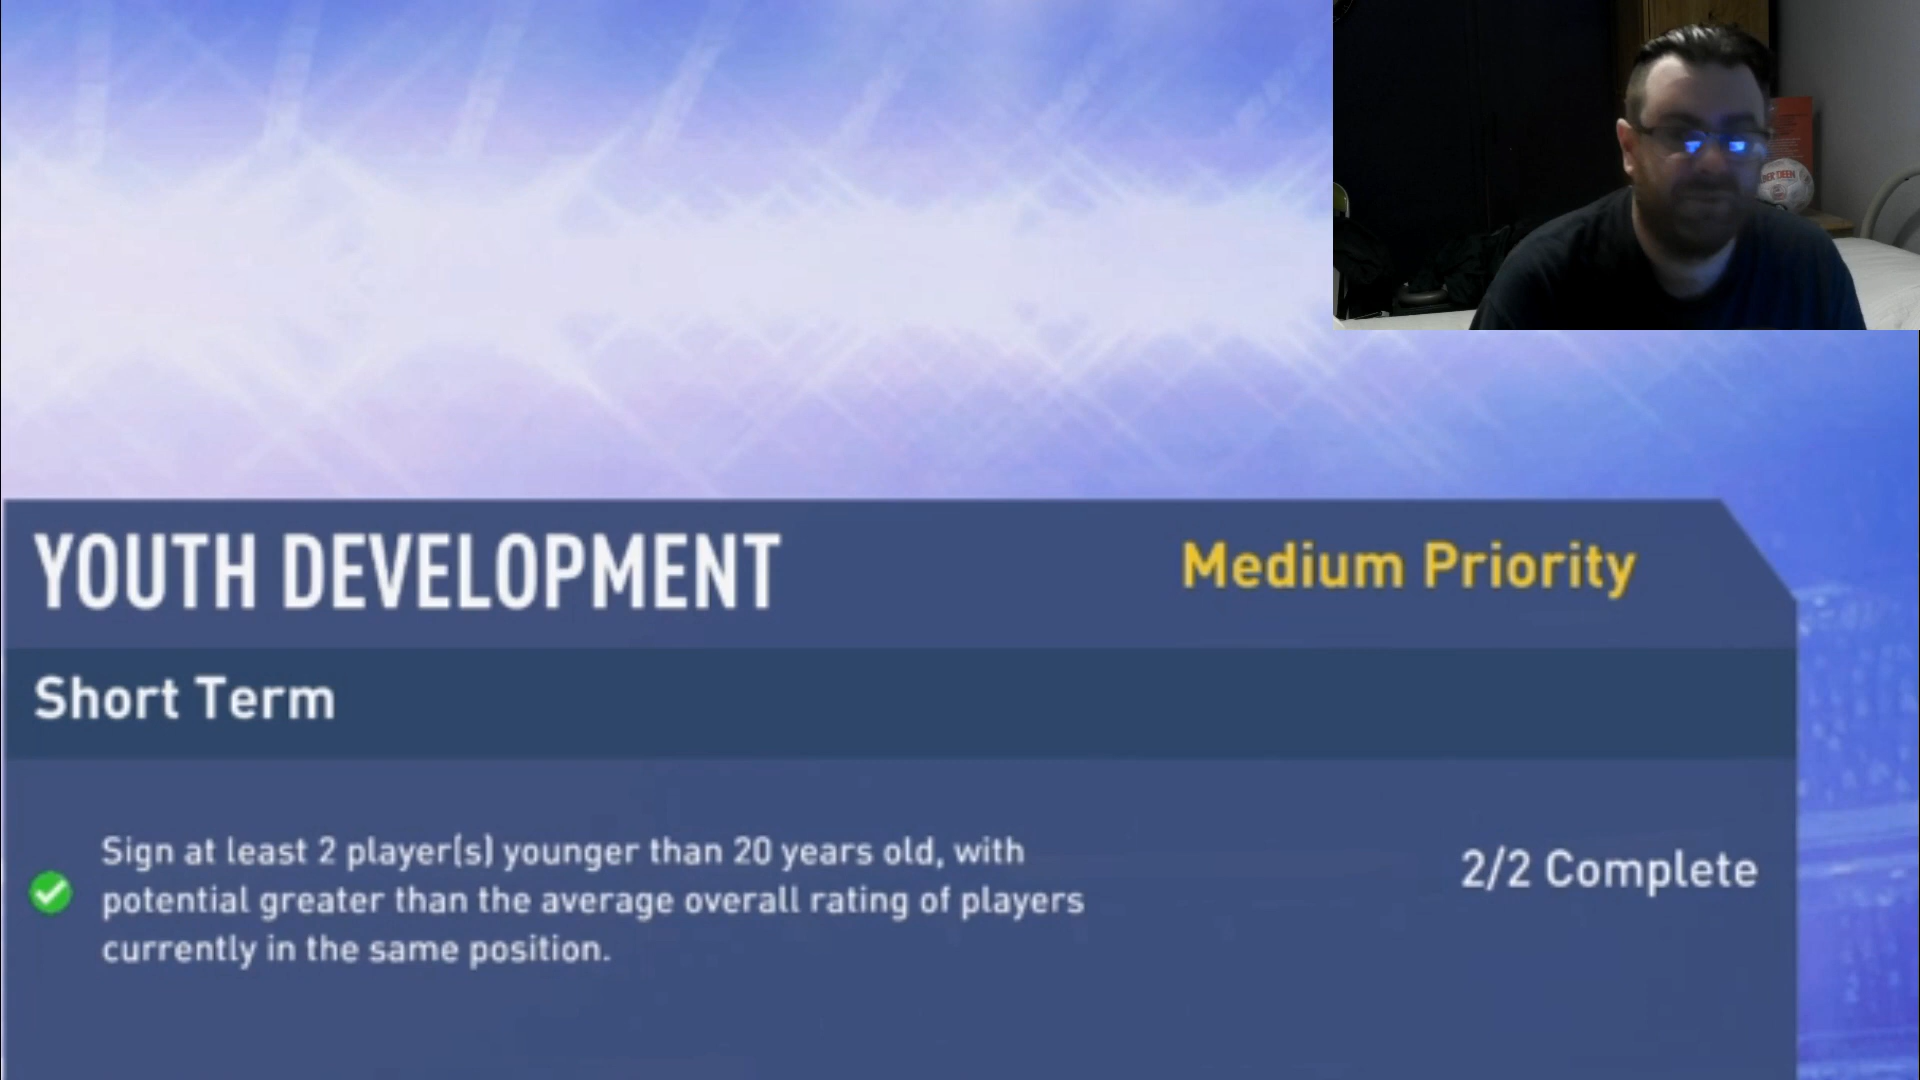 YOUTH DEVELOPMENT
Medium Priority
Short Term
Sign at least 2 player(s) younger than 20 years old, with
potential greater than the average overall rating of players
currently in the same position.
2/2 Complete